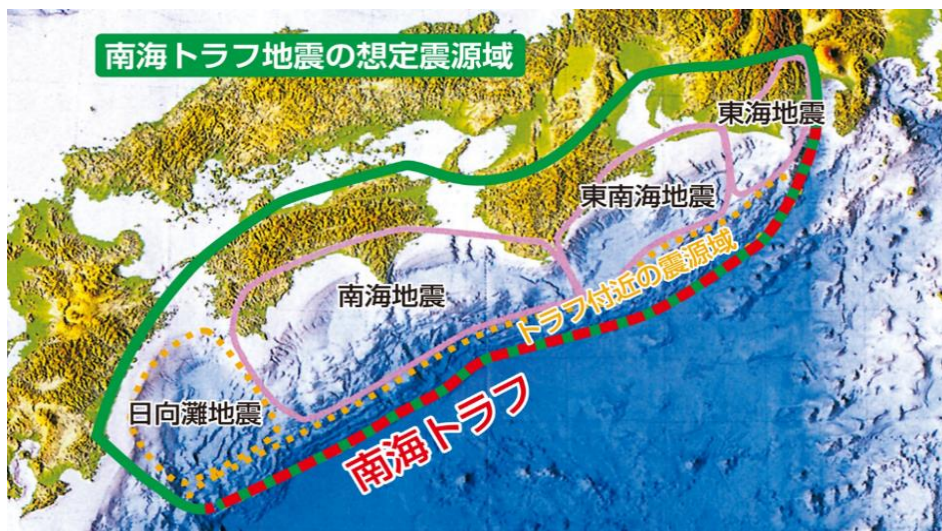 南海トラフ地震の想定震源域
東海地震
東南海地震
トラフ付近の震源域
南海地震
日向灘地震
南海トラフ